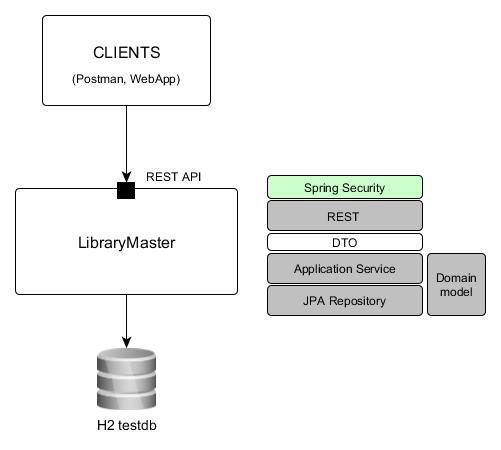 CLIENTS
(Postman, WebApp)
REST API
LibraryMaster
H2 testdb
Spring Security
REST
DTO
Application Service
JPA Repository
Domain
model